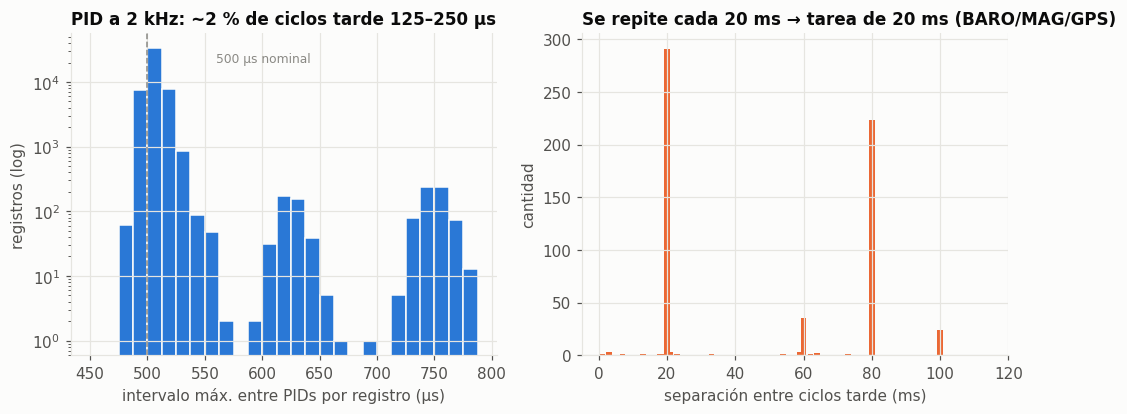 PID a 2 kHz: ~2 % de ciclos tarde 125–250 µs
500 µs nominal
registros (log)
10⁴
10³
10²
10¹
10⁰
450 500 550 600 650 700 750 800
intervalo máx. entre PIDs por registro (µs)
Se repite cada 20 ms → tarea de 20 ms (BARO/MAG/GPS)
cantidad
300
250
200
150
100
50
0
0 20 40 60 80 100 120
separación entre ciclos tarde (ms)